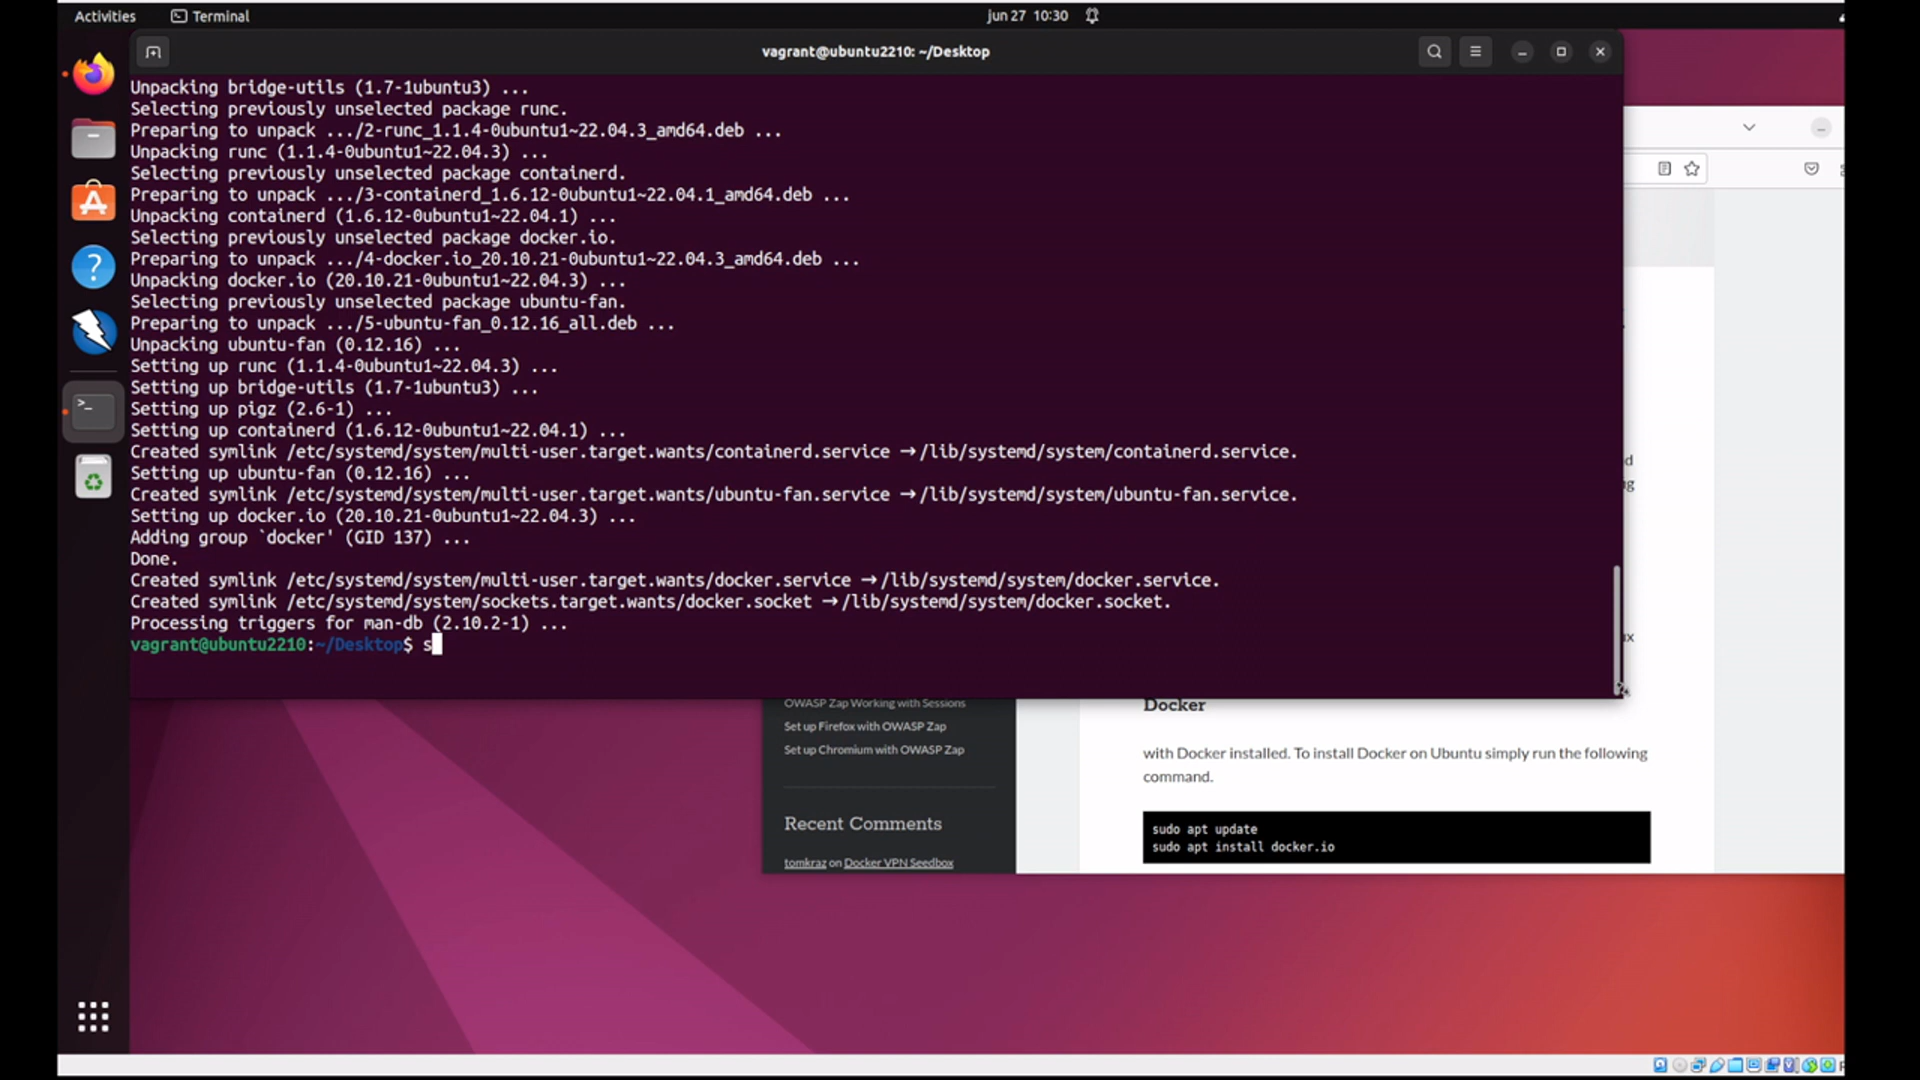 Activities
Terminal
Jun 27 10:30
vagrant@ubuntu2210: ~/Desktop
Unpacking bridge-utils (1.7-1ubuntu3) ...
Selecting previously unselected package runc.
Preparing to unpack .../2-runc_1.1.4-0ubuntu1~22.04.3_amd64.deb ...
Unpacking runc (1.1.4-0ubuntu1~22.04.3) ...
Selecting previously unselected package containerd.
Preparing to unpack .../3-containerd_1.6.12-0ubuntu1~22.04.1_amd64.deb ...
Unpacking containerd (1.6.12-0ubuntu1~22.04.1) ...
Selecting previously unselected package docker.io.
Preparing to unpack .../4-docker.io_20.10.21-0ubuntu1~22.04.3_amd64.deb ...
Unpacking docker.io (20.10.21-0ubuntu1~22.04.3) ...
Selecting previously unselected package ubuntu-fan.
Preparing to unpack .../5-ubuntu-fan_0.12.16_all.deb ...
Unpacking ubuntu-fan (0.12.16) ...
Setting up runc (1.1.4-0ubuntu1~22.04.3) ...
Setting up bridge-utils (1.7-1ubuntu3) ...
Setting up pigz (2.6-1) ...
Setting up containerd (1.6.12-0ubuntu1~22.04.1) ...
Created symlink /etc/systemd/system/multi-user.target.wants/containerd.service → /lib/systemd/system/containerd.service.
Setting up ubuntu-fan (0.12.16) ...
Created symlink /etc/systemd/system/multi-user.target.wants/ubuntu-fan.service → /lib/systemd/system/ubuntu-fan.service.
Setting up docker.io (20.10.21-0ubuntu1~22.04.3) ...
Adding group `docker' (GID 137) ...
Done.
Created symlink /etc/systemd/system/multi-user.target.wants/docker.service → /lib/systemd/system/docker.service.
Created symlink /etc/systemd/system/sockets.target.wants/docker.socket → /lib/systemd/system/docker.socket.
Processing triggers for man-db (2.10.2-1) ...
vagrant@ubuntu2210:~/Desktop$ s
OWASP Zap Working with Sessions
Set up Firefox with OWASP Zap
Set up Chromium with OWASP Zap
Recent Comments
tomkraz on Docker VPN Seedbox
Docker
with Docker installed. To install Docker on Ubuntu simply run the following
command.
sudo apt update
sudo apt install docker.io